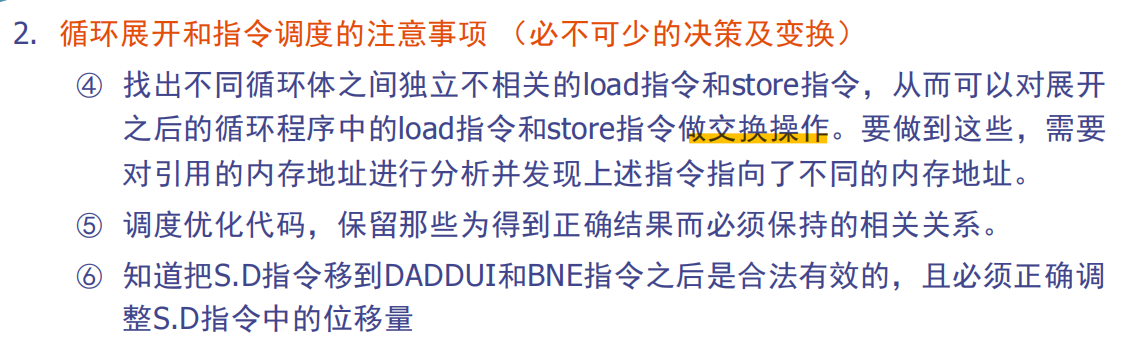 2. 循环展开和指令调度的注意事项 （必不可少的决策及变换）
④ 找出不同循环体之间独立不相关的load指令和store指令，从而可以对展开
之后的循环程序中的load指令和store指令做交换操作。要做到这些，需要
对引用的内存地址进行分析并发现上述指令指向了不同的内存地址。
⑤ 调度优化代码，保留那些为得到正确结果而必须保持的相关关系。
⑥ 知道把S.D指令移到DADDUI和BNE指令之后是合法有效的，且必须正确调
整S.D指令中的位移量